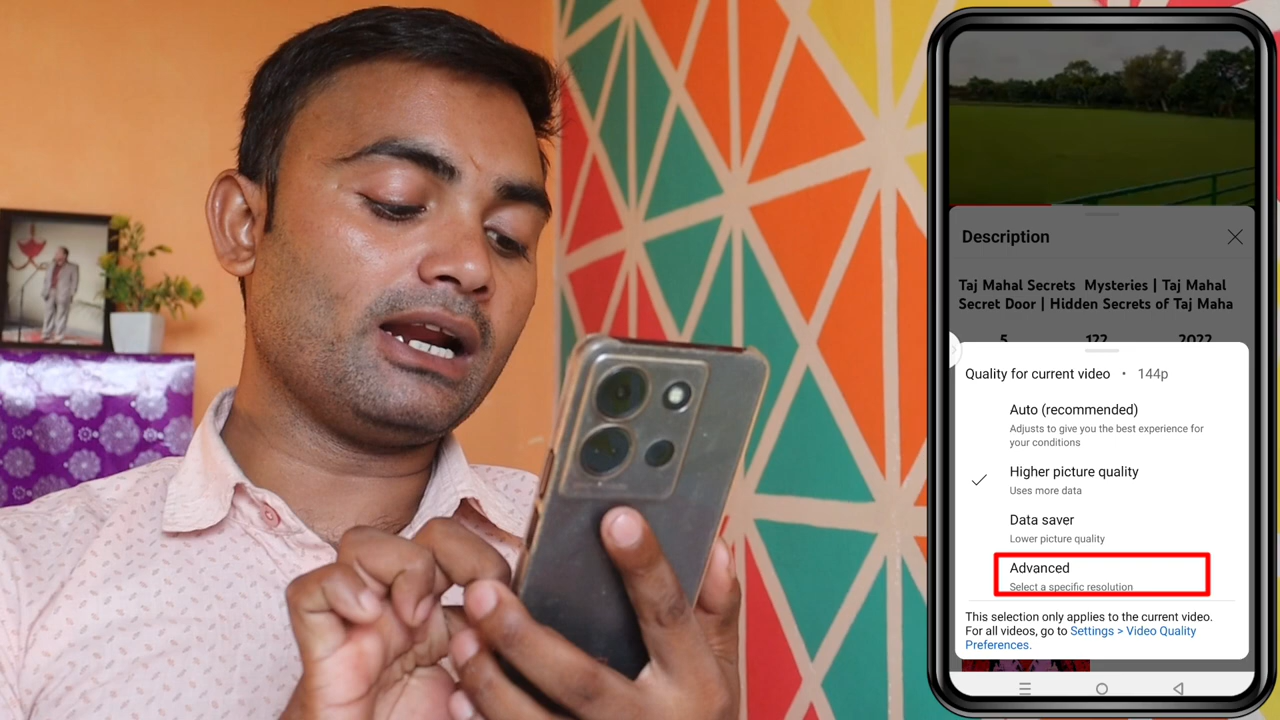 Description
Taj Mahal Secrets Mysteries | Taj Mahal
Secret Door | Hidden Secrets of Taj Maha
5 122 2022
Quality for current video • 144p
Auto (recommended)
Adjusts to give you the best experience for
your conditions
Higher picture quality
Uses more data
Data saver
Lower picture quality
Advanced
Select a specific resolution
This selection only applies to the current video.
For all videos, go to Settings > Video Quality
Preferences.